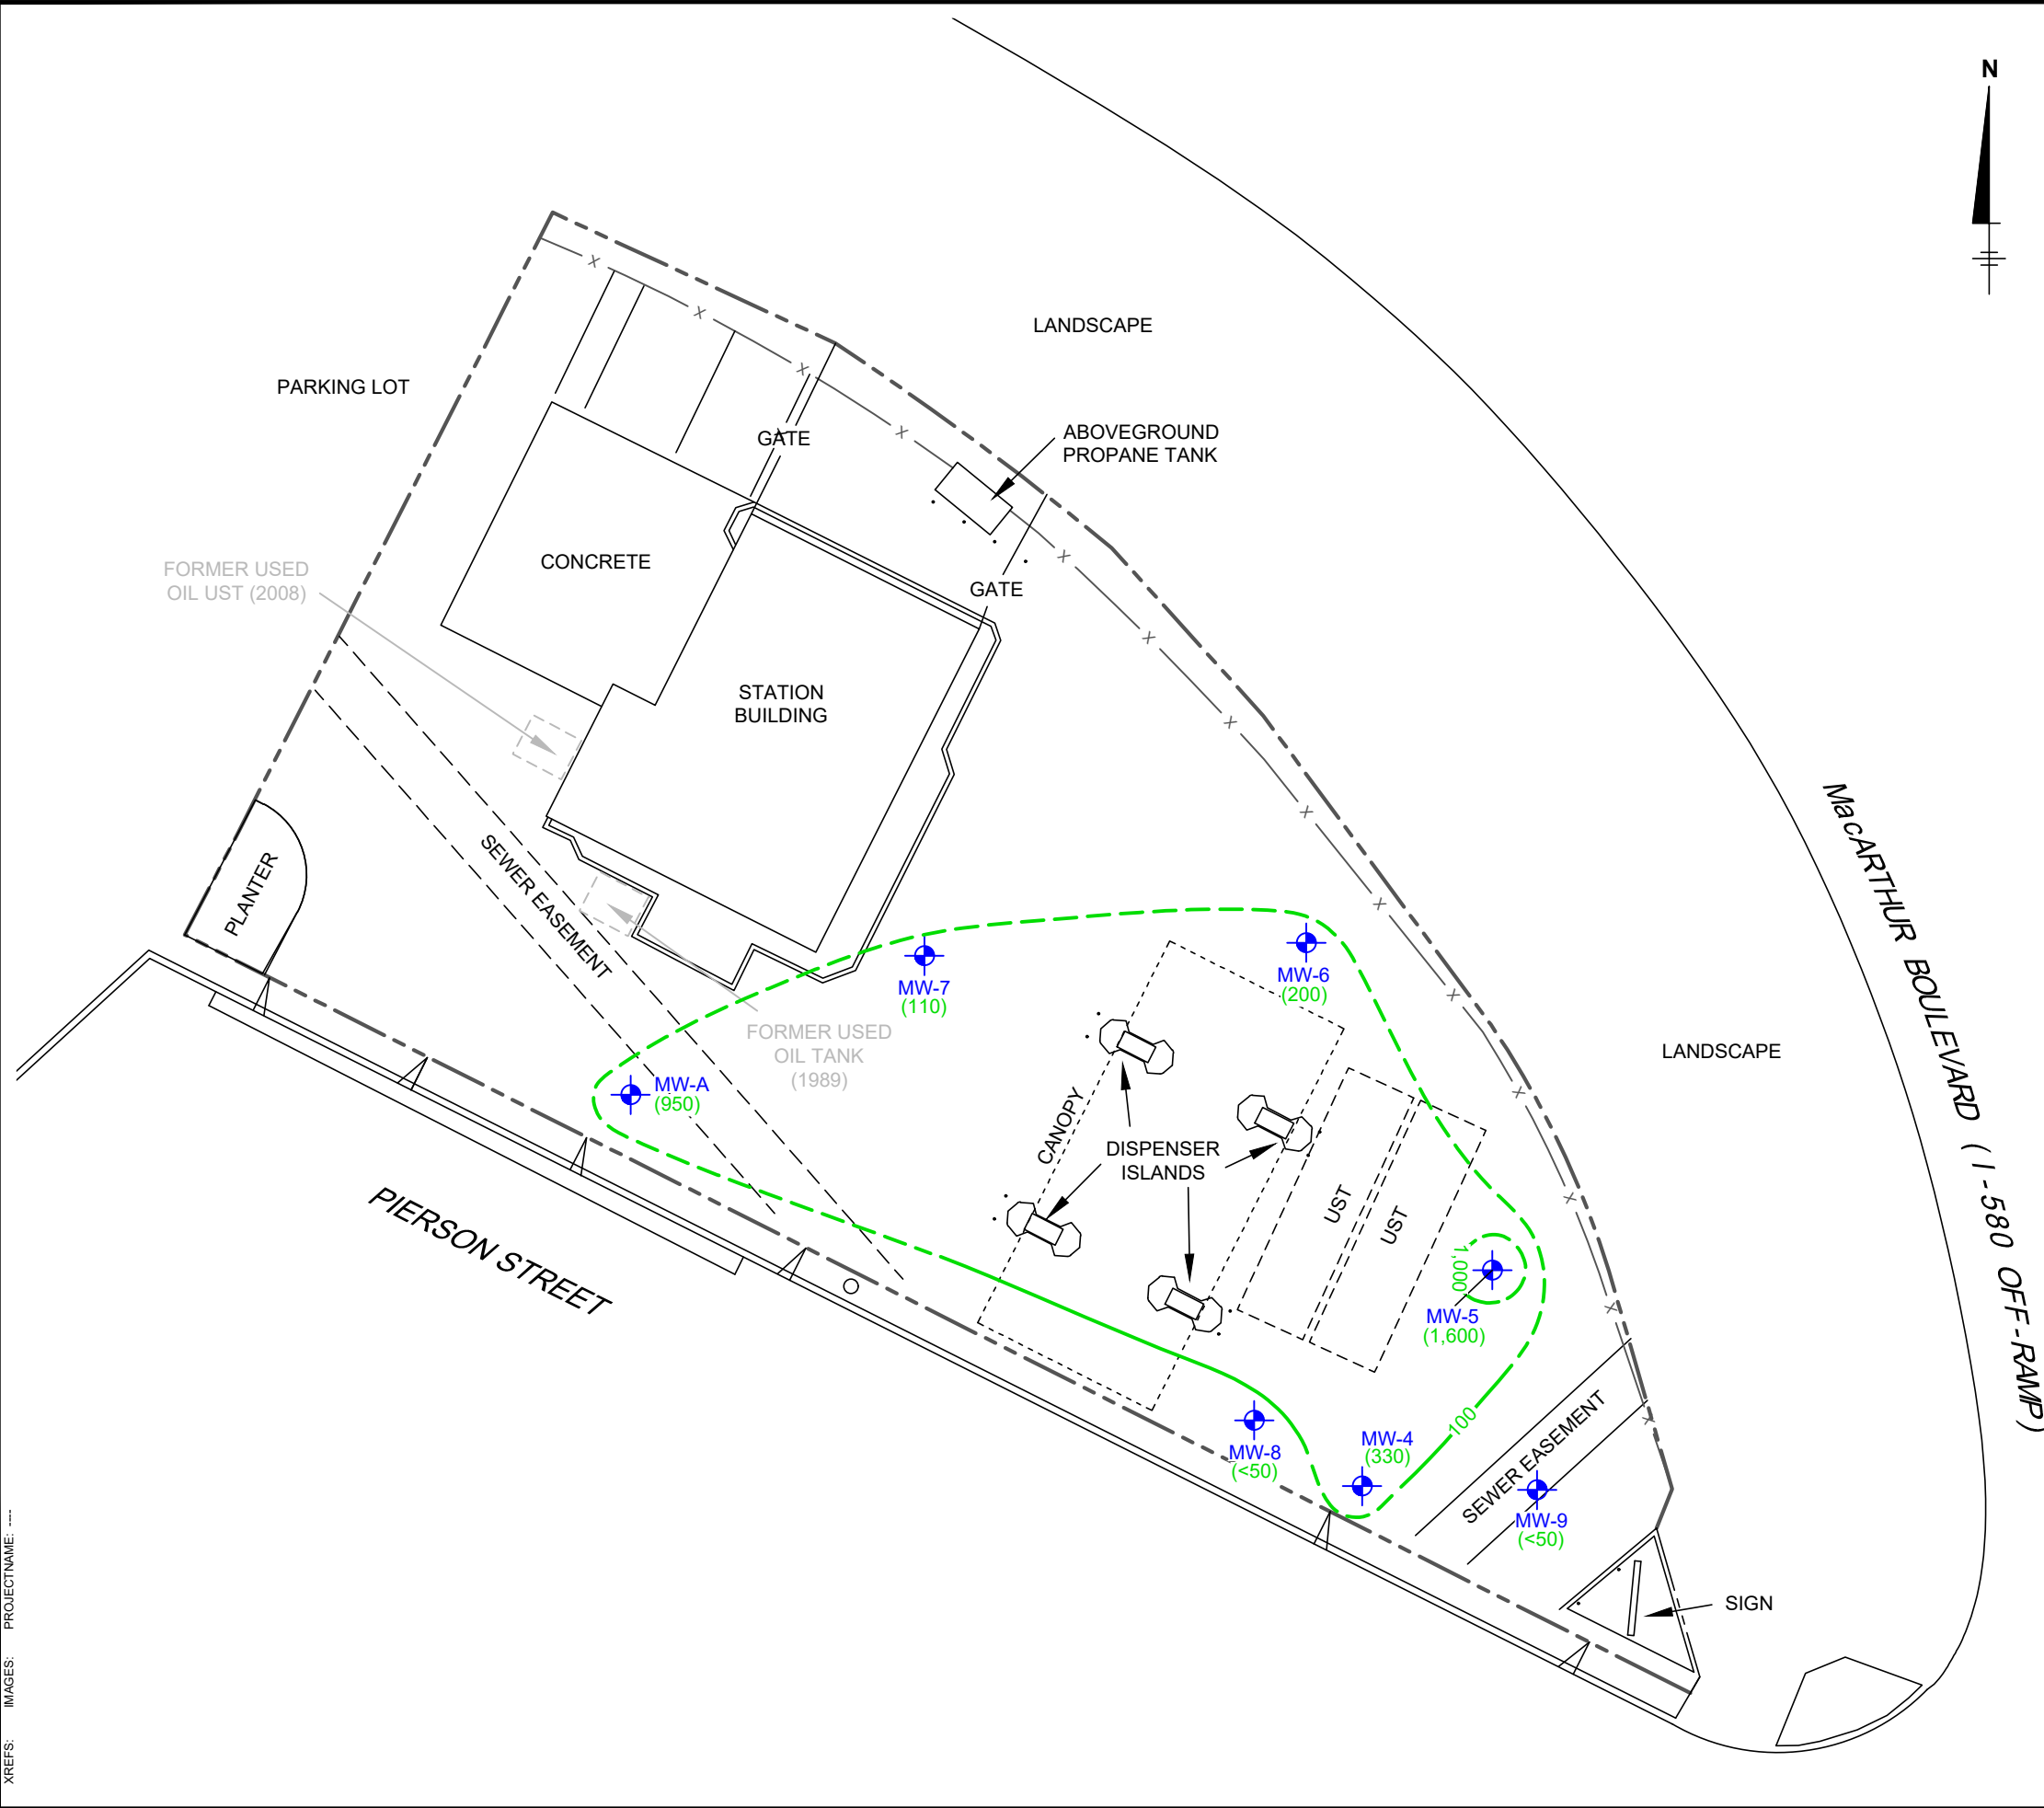 N
LANDSCAPE
PARKING LOT
ABOVEGROUND
PROPANE TANK
GATE
CONCRETE
FORMER USED
OIL UST (2008)
GATE
STATION
BUILDING
MacARTHUR BOULEVARD (I-580 OFF-RAMP)
PLANTER
SEWER EASEMENT
MW-7
(110)
MW-6
(200)
FORMER USED
OIL TANK
(1989)
LANDSCAPE
MW-A
(950)
CANOPY
DISPENSER
ISLANDS
UST
UST
PIERSON STREET
1,000
MW-5
(1,600)
100
MW-8
(<50)
MW-4
(330)
SEWER EASEMENT
MW-9
(<50)
SIGN
XREFS: IMAGES: PROJECTNAME: ----
X
X
X
X
X
X
X
X
X
X
X
X
X
X